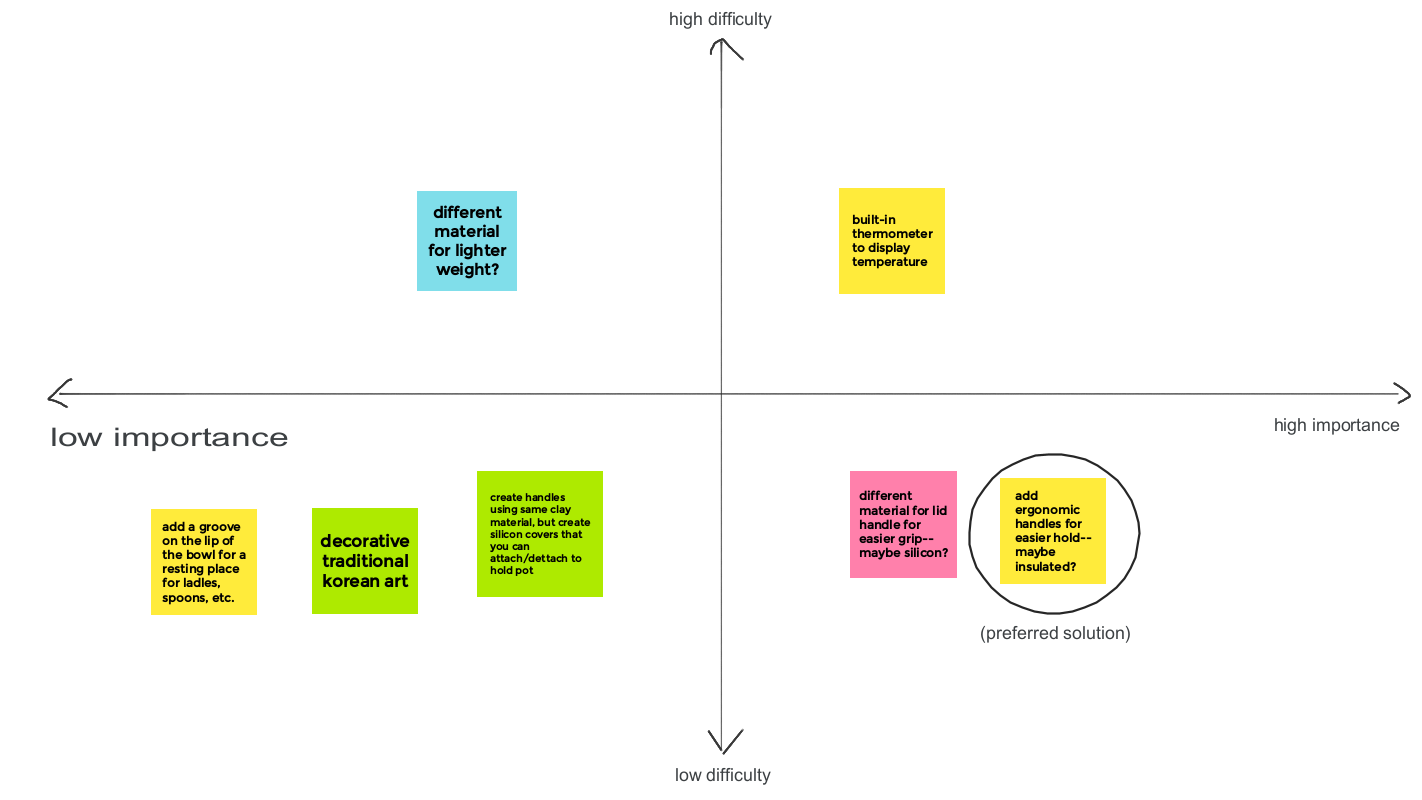 high difficulty
different
material
for lighter
weight?
built-in
thermometer
to display
temperature
low importance
high importance
add a groove
on the lip of
the bowl for a
resting place
for ladles,
spoons, etc.
decorative
traditional
korean art
create handles
using same clay
material, but create
silicon covers that
you can
attach/dettach to
hold pot
different
material for lid
handle for
easier grip--
maybe silicon?
add
ergonomic
handles for
easier hold--
maybe
insulated?
(preferred solution)
low difficulty